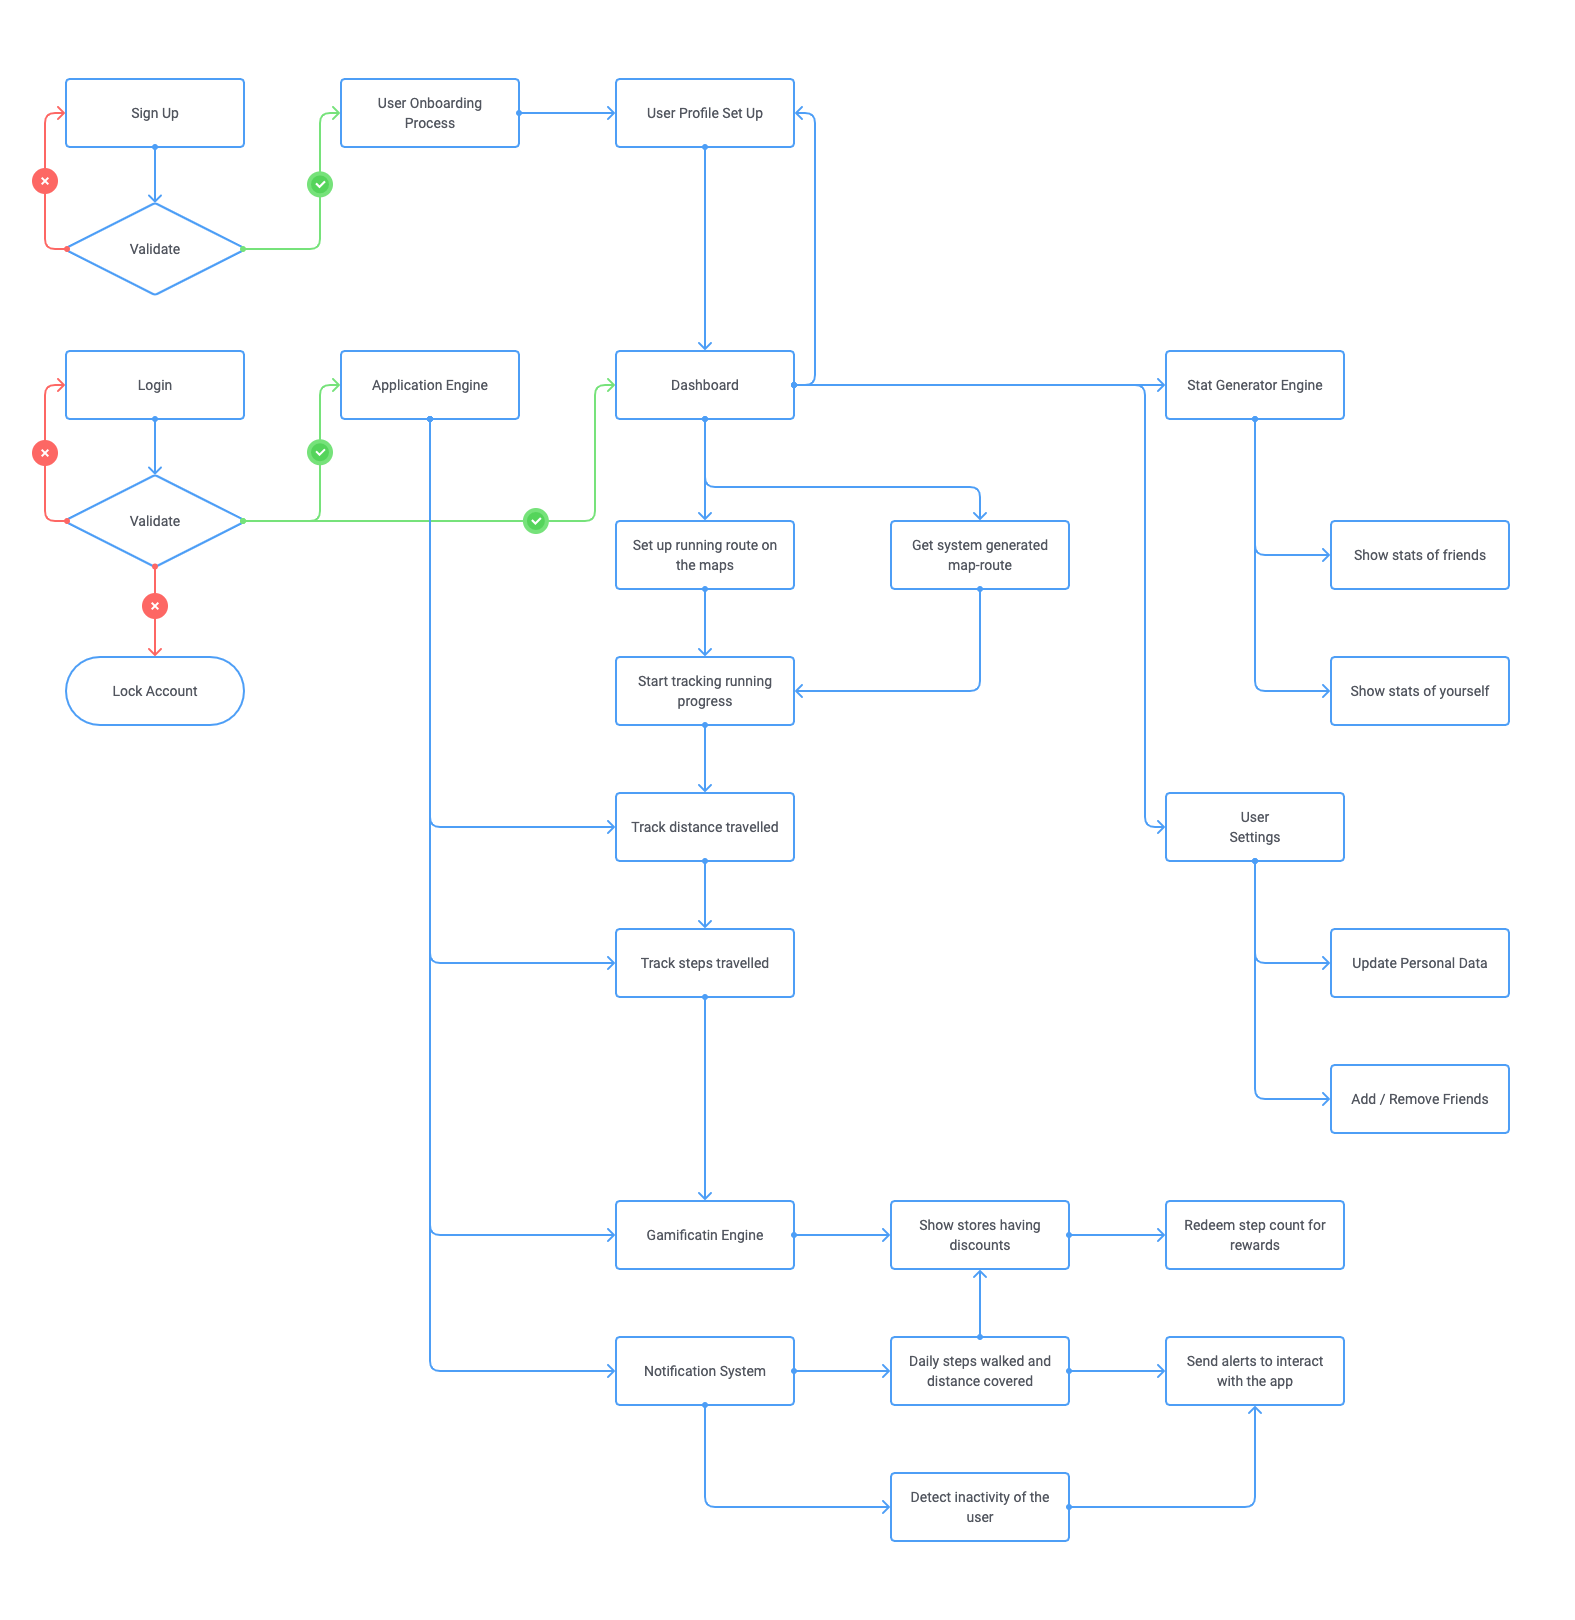 Sign Up
User Onboarding
Process
User Profile Set Up
Validate
Login
Application Engine
Dashboard
Stat Generator Engine
Validate
Set up running route on
the maps
Get system generated
map-route
Show stats of friends
Lock Account
Start tracking running
progress
Show stats of yourself
Track distance travelled
User
Settings
Track steps travelled
Update Personal Data
Add / Remove Friends
Gamificatin Engine
Show stores having
discounts
Redeem step count for
rewards
Notification System
Daily steps walked and
distance covered
Send alerts to interact
with the app
Detect inactivity of the
user